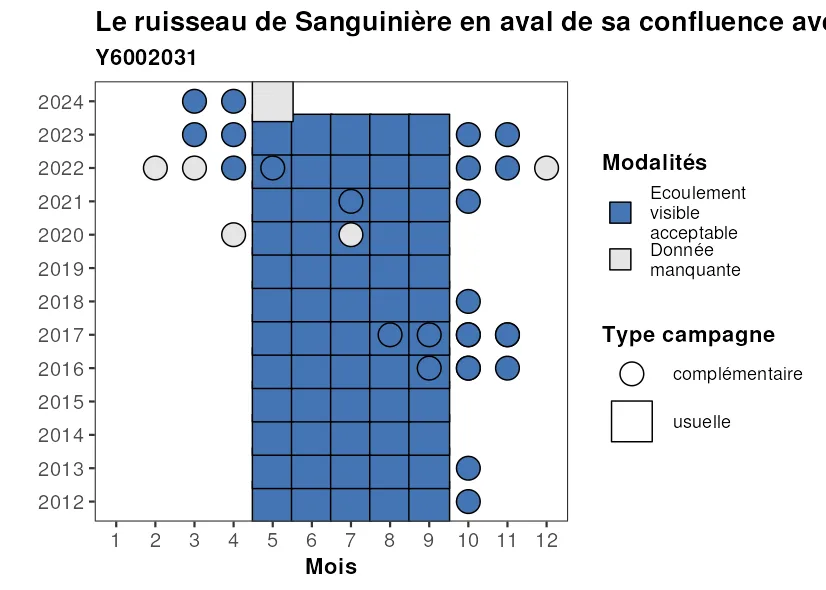 Le ruisseau de Sanguinière en aval de sa confluence ave
Y6002031
2024
2023
2022
2021
2020
2019
2018
2017
2016
2015
2014
2013
2012
1 2 3 4 5 6 7 8 9 10 11 12
Mois
Modalités
Ecoulement
visible
acceptable
Donnée
manquante
Type campagne
complémentaire
usuelle